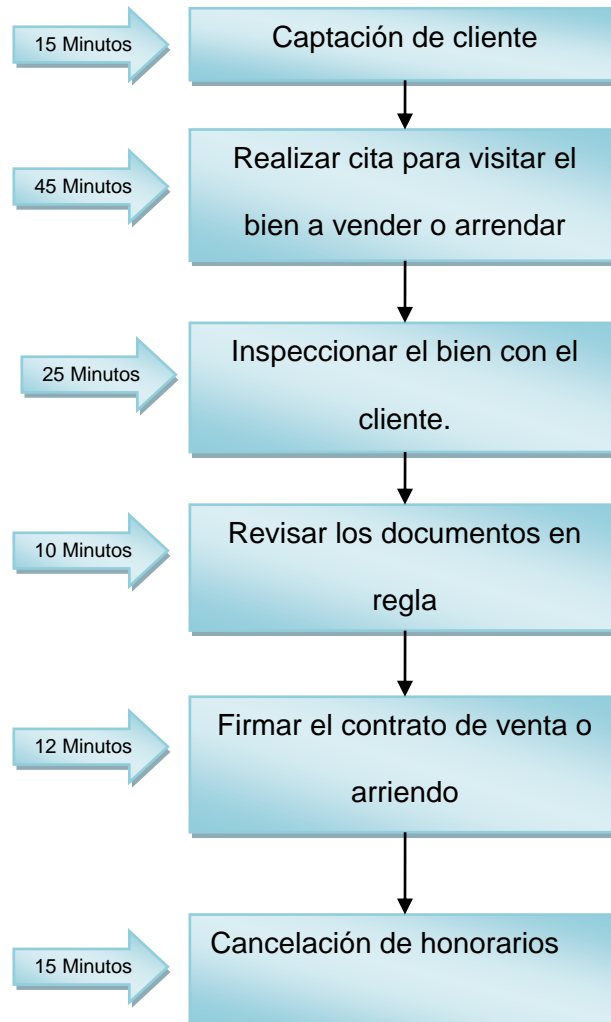 15 Minutos
Captación de cliente
45 Minutos
Realizar cita para visitar el
bien a vender o arrendar
25 Minutos
Inspeccionar el bien con el
cliente.
10 Minutos
Revisar los documentos en
regla
12 Minutos
Firmar el contrato de venta o
arriendo
15 Minutos
Cancelación de honorarios